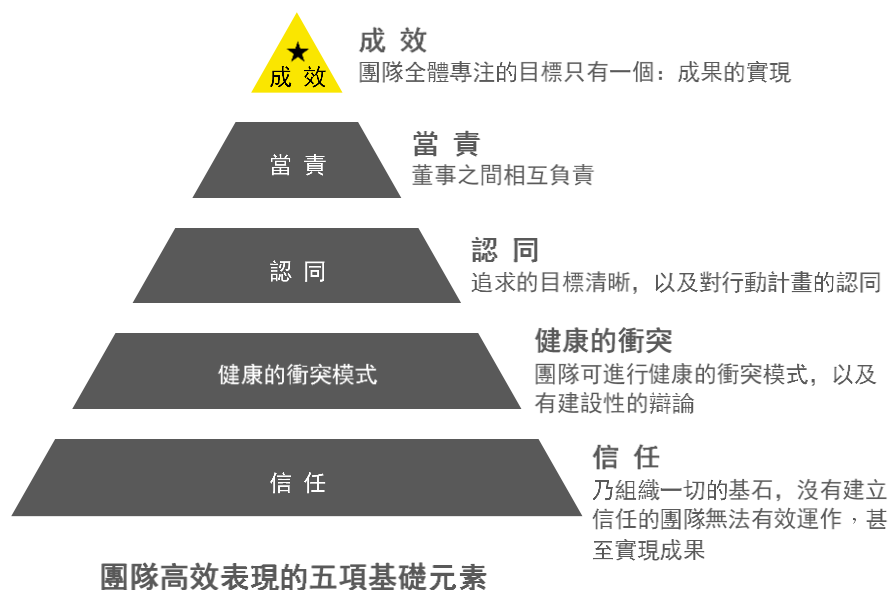 ★
成 效
成 效
團隊全體專注的目標只有一個：成果的實現
當 責
當 責
董事之間相互負責
認 同
認 同
追求的目標清晰，以及對行動計畫的認同
健康的衝突模式
健康的衝突
團隊可進行健康的衝突模式，以及
有建設性的辯論
信 任
信 任
乃組織一切的基石，沒有建立
信任的團隊無法有效運作，甚
至實現成果
團隊高效表現的五項基礎元素